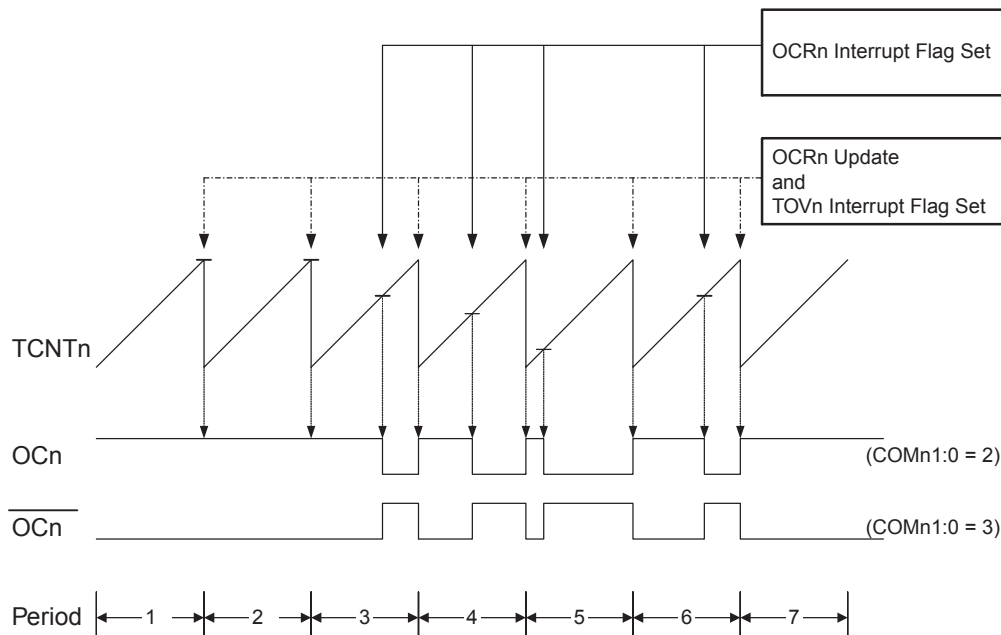 OCRn Interrupt Flag Set
OCRn Update
and
TOVn Interrupt Flag Set
TCNTn
OCn
(COMn1:0 = 2)
OCn
(COMn1:0 = 3)
Period
1
2
3
4
5
6
7